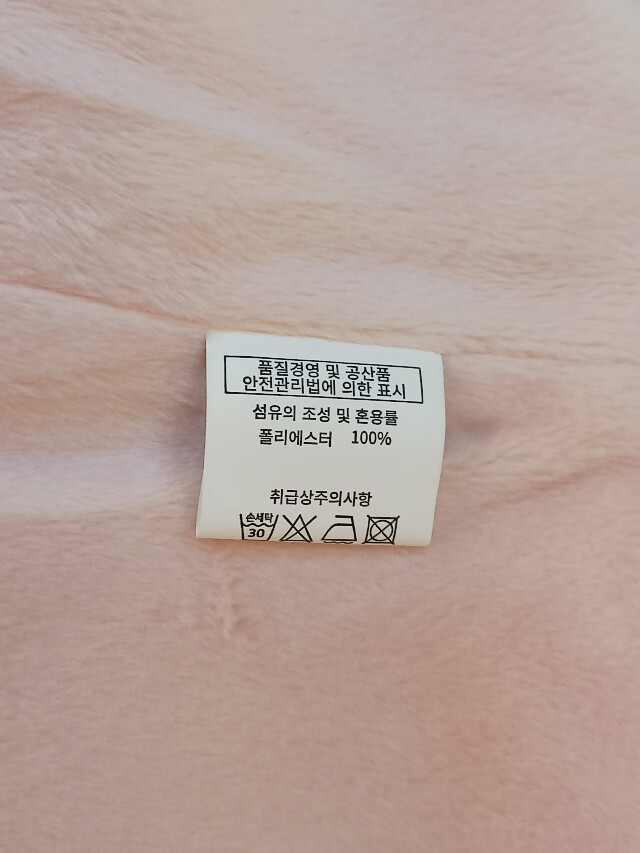 품질경영 및 공산품
안전관리법에 의한 표시
섬유의 조성 및 혼용률
폴리에스터 100%
취급상주의사항
손세탁
30